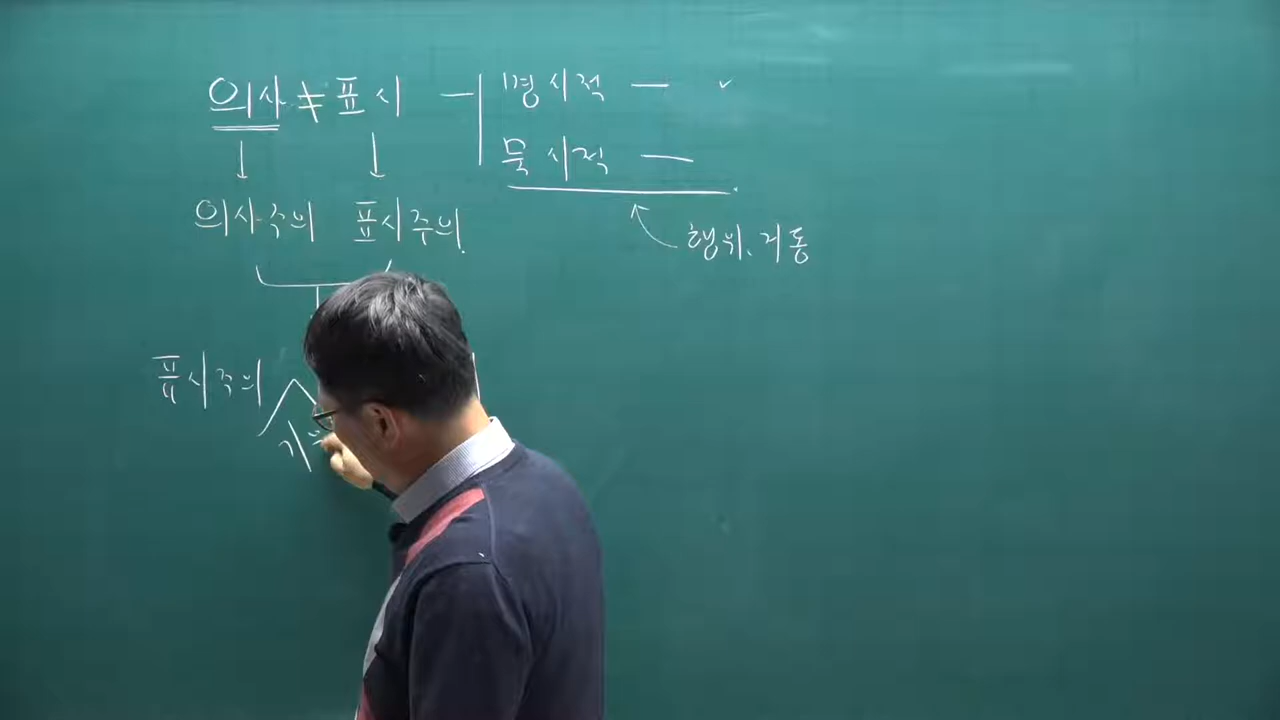 의사 ≠ 표시 명시적
묵시적
의사주의 표시주의
행위、거동
표시주의